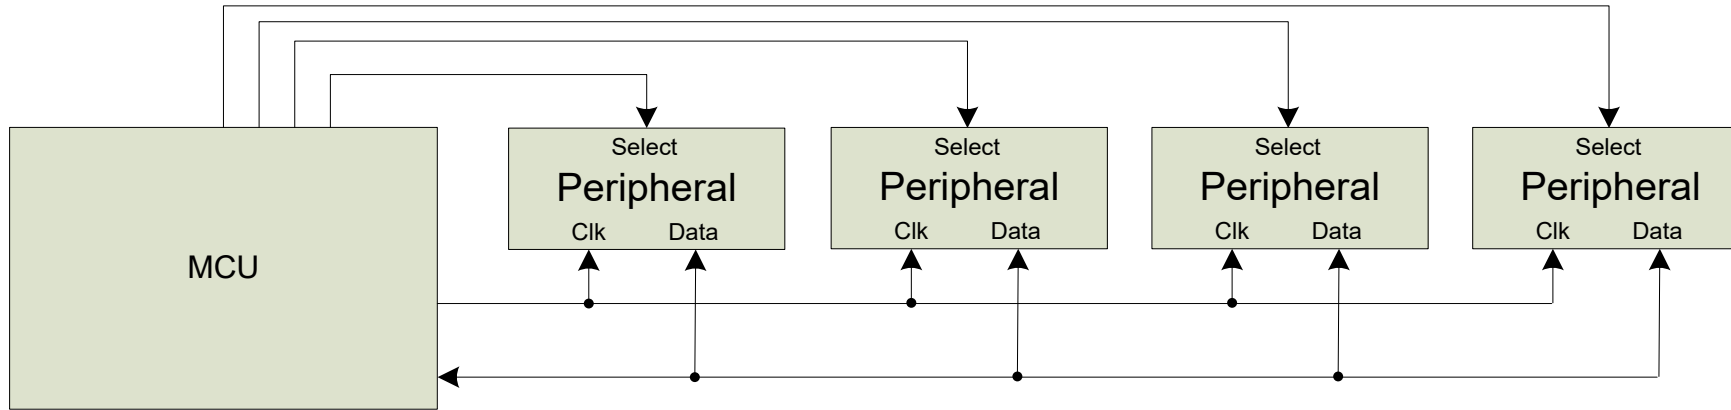 MCU
Select
Peripheral
Clk Data
Select
Peripheral
Clk Data
Select
Peripheral
Clk Data
Select
Peripheral
Clk Data